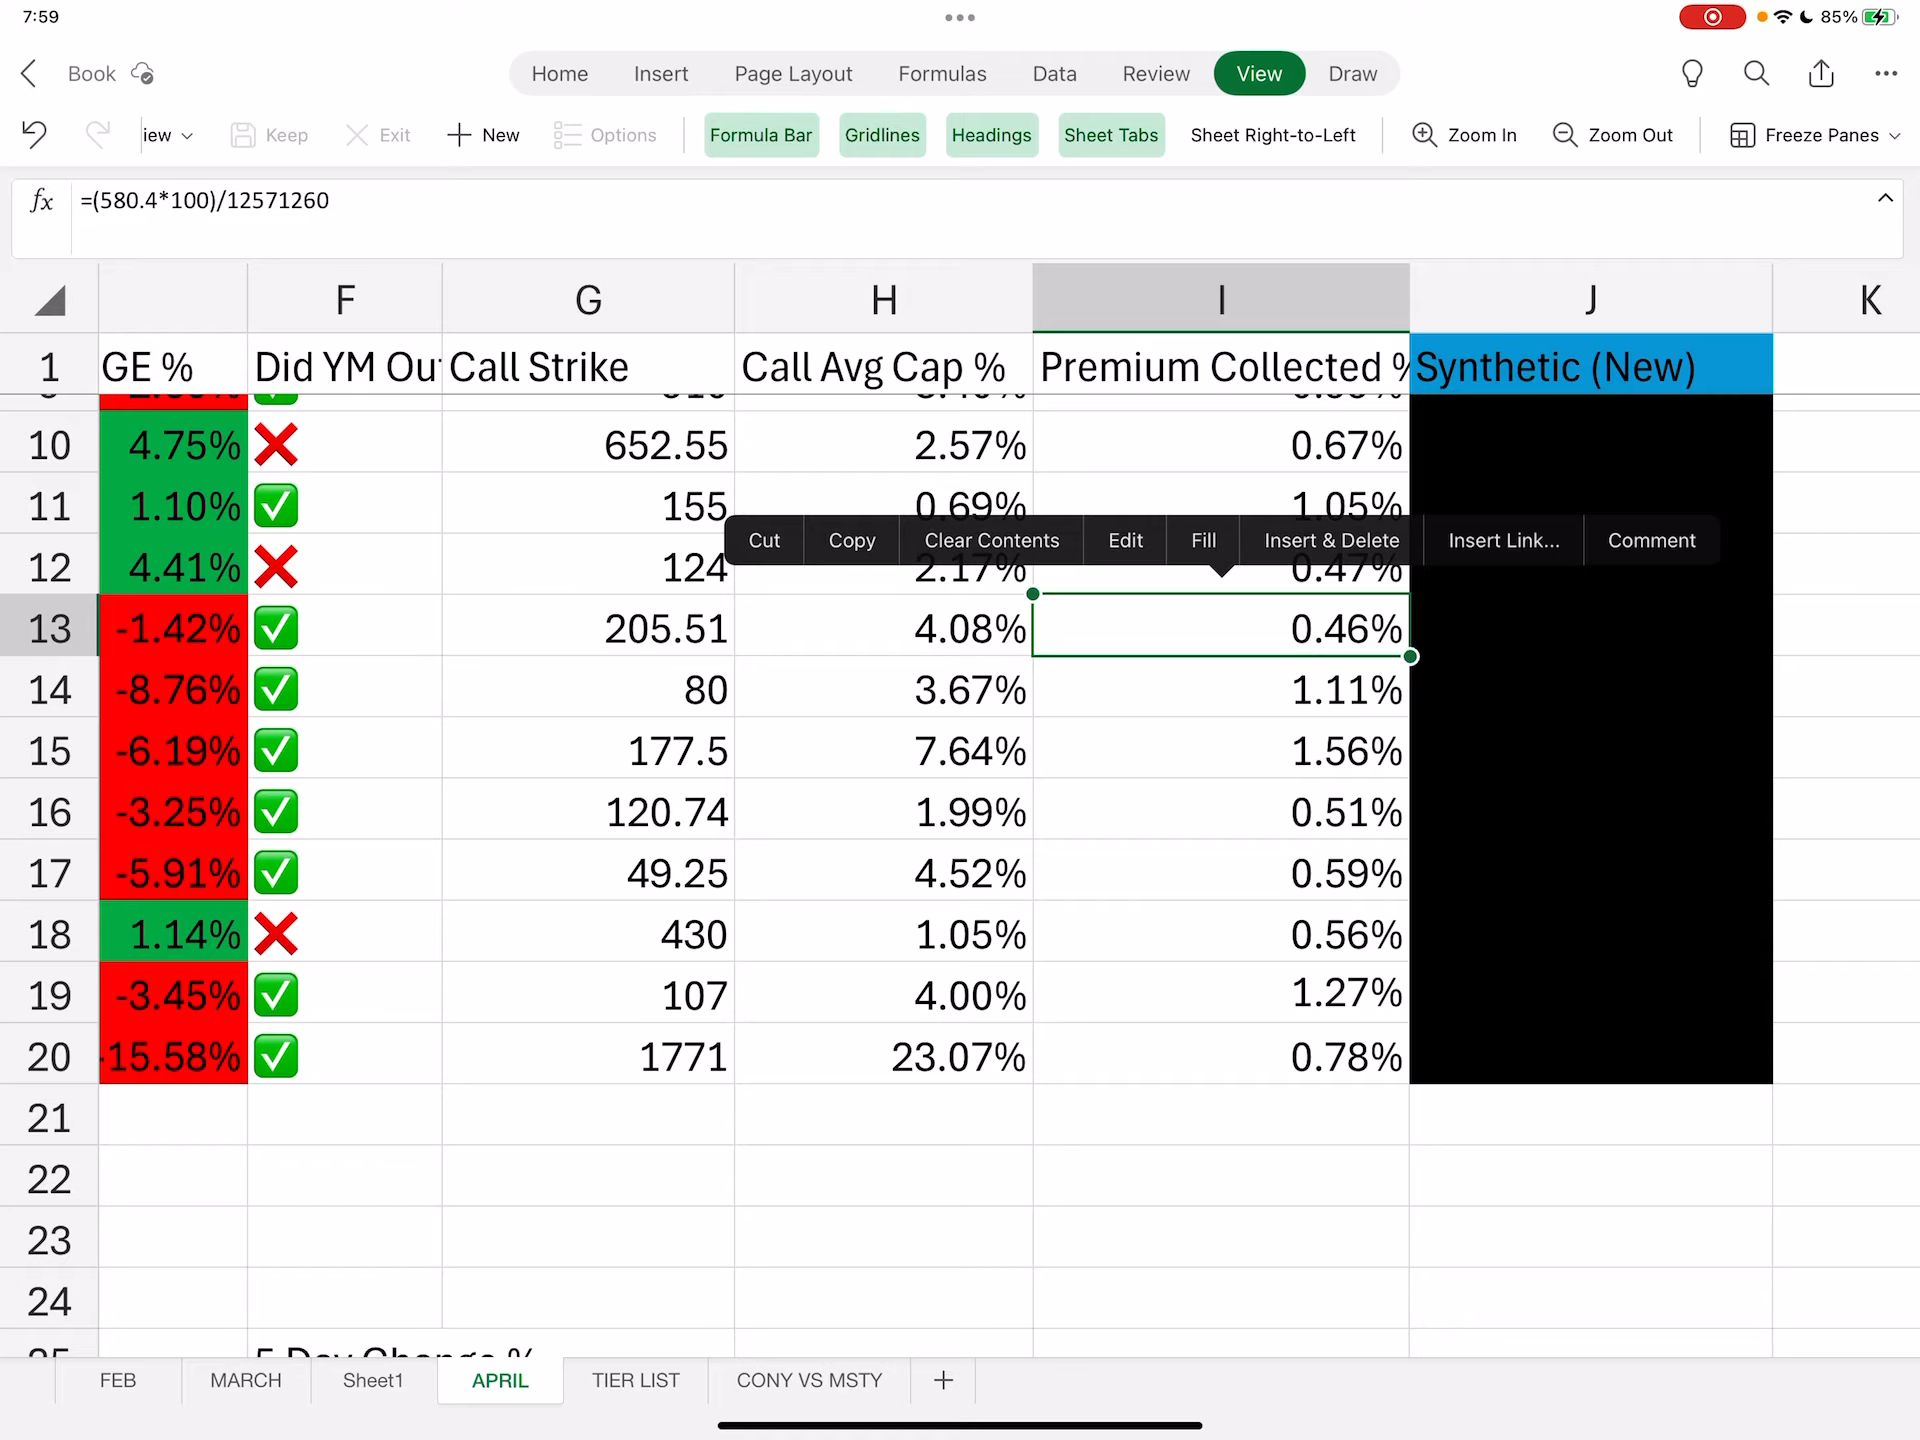 7:59
85%
Book
Home Insert Page Layout Formulas Data Review View Draw
iew Keep Exit New Options Formula Bar Gridlines Headings Sheet Tabs Sheet Right-to-Left Zoom In Zoom Out Freeze Panes
fx =(580.4*100)/12571260
F G H I J K
1 GE % Did YM Ou Call Strike Call Avg Cap % Premium Collected % Synthetic (New)
10 4.75% 652.55 2.57% 0.67%
11 1.10% 155 0.69% 1.05%
Cut Copy Clear Contents Edit Fill Insert & Delete Insert Link... Comment
12 4.41% 124 2.17% 0.47%
13 -1.42% 205.51 4.08% 0.46%
14 -8.76% 80 3.67% 1.11%
15 -6.19% 177.5 7.64% 1.56%
16 -3.25% 120.74 1.99% 0.51%
17 -5.91% 49.25 4.52% 0.59%
18 1.14% 430 1.05% 0.56%
19 -3.45% 107 4.00% 1.27%
20 -15.58% 1771 23.07% 0.78%
21
22
23
24
25 5 Day Change %
FEB MARCH Sheet1 APRIL TIER LIST CONY VS MSTY